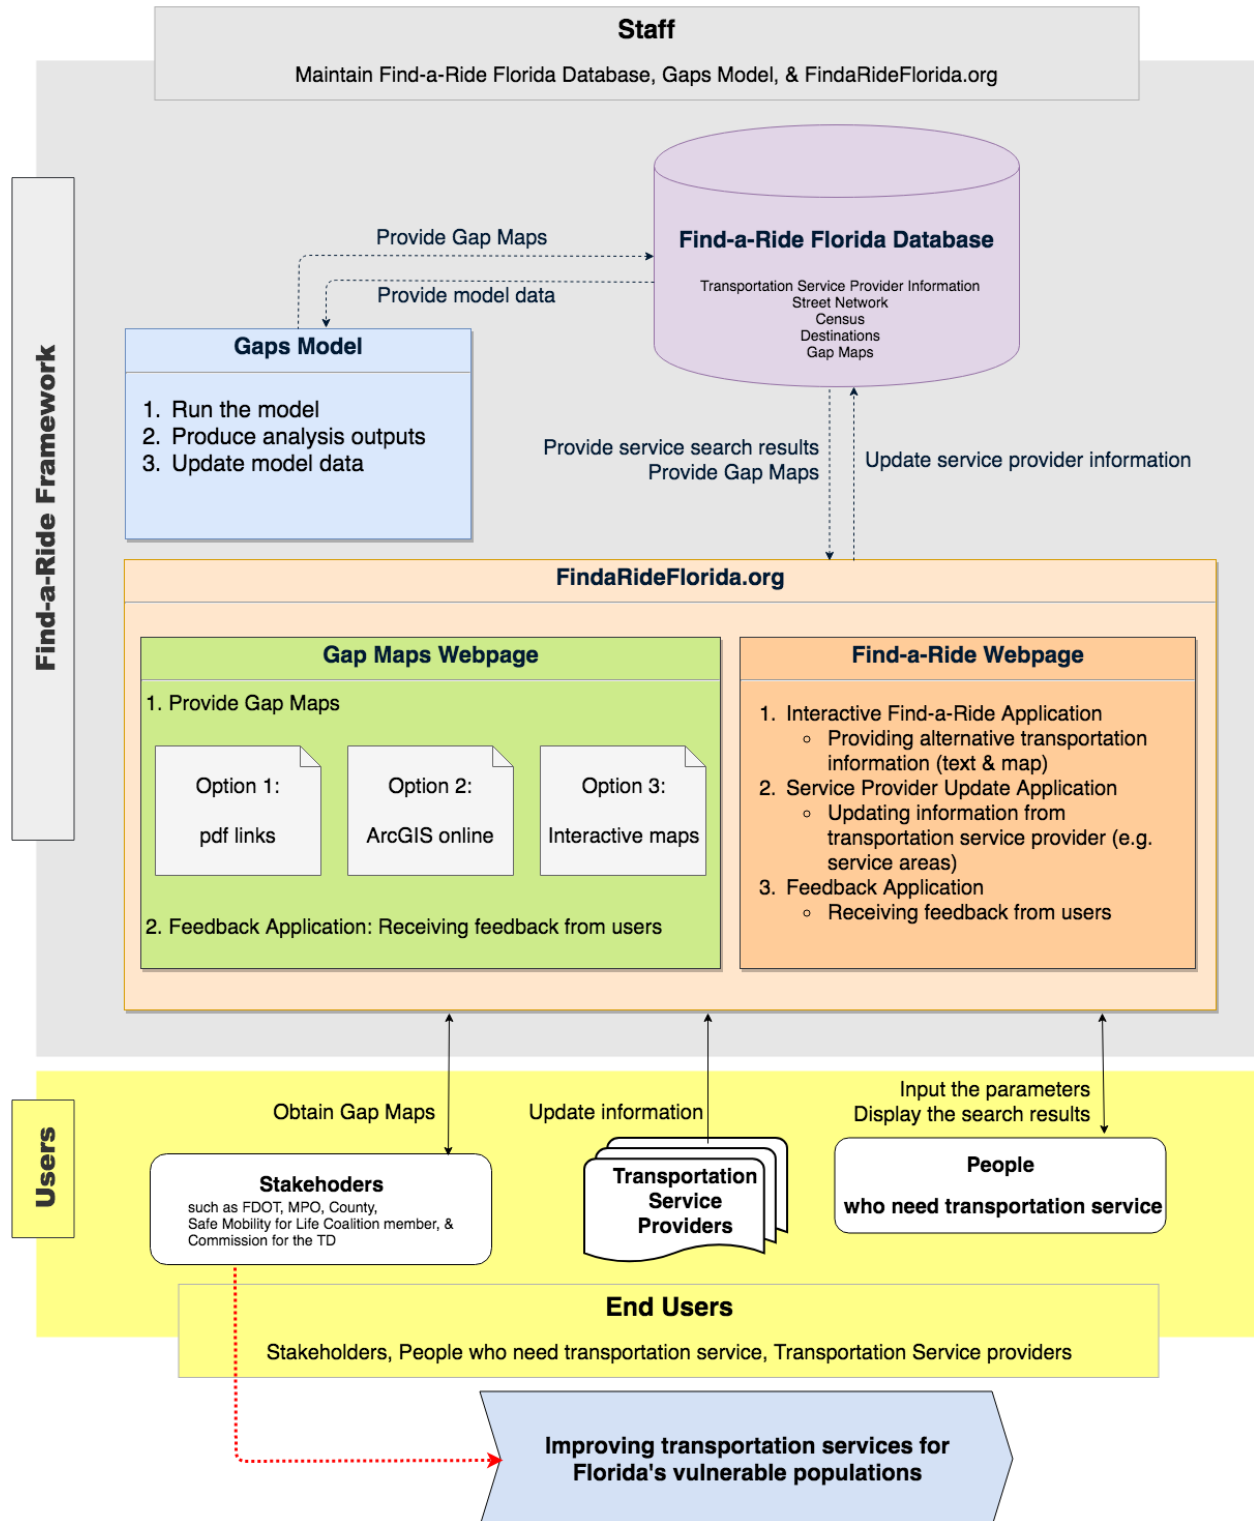 Staff
Maintain Find-a-Ride Florida Database, Gaps Model, & FindaRideFlorida.org
Find-a-Ride Framework
Find-a-Ride Florida Database
Transportation Service Provider Information
Street Network
Census
Destinations
Gap Maps
Provide Gap Maps
Provide model data
Gaps Model
1. Run the model
2. Produce analysis outputs
3. Update model data
Provide service search results
Provide Gap Maps
Update service provider information
FindaRideFlorida.org
Gap Maps Webpage
1. Provide Gap Maps
Option 1:
pdf links
Option 2:
ArcGIS online
Option 3:
Interactive maps
2. Feedback Application: Receiving feedback from users
Find-a-Ride Webpage
1. Interactive Find-a-Ride Application
Providing alternative transportation
information (text & map)
2. Service Provider Update Application
Updating information from
transportation service provider (e.g.
service areas)
3. Feedback Application
Receiving feedback from users
Users
Obtain Gap Maps
Update information
Input the parameters
Display the search results
Stakehoders
such as FDOT, MPO, County,
Safe Mobility for Life Coalition member, &
Commission for the TD
Transportation
Service
Providers
People
who need transportation service
End Users
Stakeholders, People who need transportation service, Transportation Service providers
Improving transportation services for
Florida's vulnerable populations